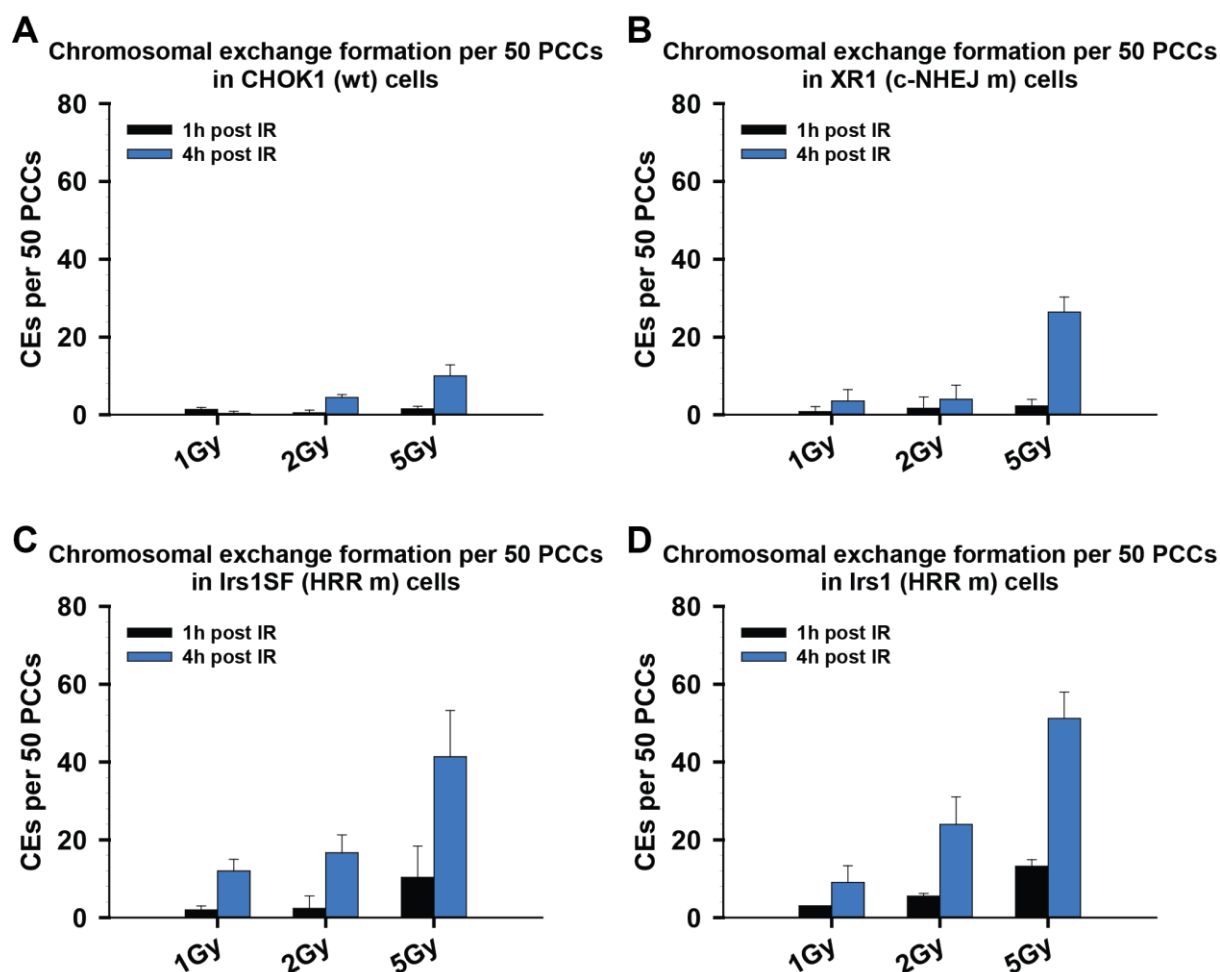 A
Chromosomal exchange formation per 50 PCCs
in CHOK1 (wt) cells
CEs per 50 PCCs
80
60
40
20
0
1h post IR
4h post IR
1Gy
2Gy
5Gy
B
Chromosomal exchange formation per 50 PCCs
in XR1 (c-NHEJ m) cells
CEs per 50 PCCs
80
60
40
20
0
1h post IR
4h post IR
1Gy
2Gy
5Gy
C
Chromosomal exchange formation per 50 PCCs
in Irs1SF (HRR m) cells
CEs per 50 PCCs
80
60
40
20
0
1h post IR
4h post IR
1Gy
2Gy
5Gy
D
Chromosomal exchange formation per 50 PCCs
in Irs1 (HRR m) cells
CEs per 50 PCCs
80
60
40
20
0
1h post IR
4h post IR
1Gy
2Gy
5Gy